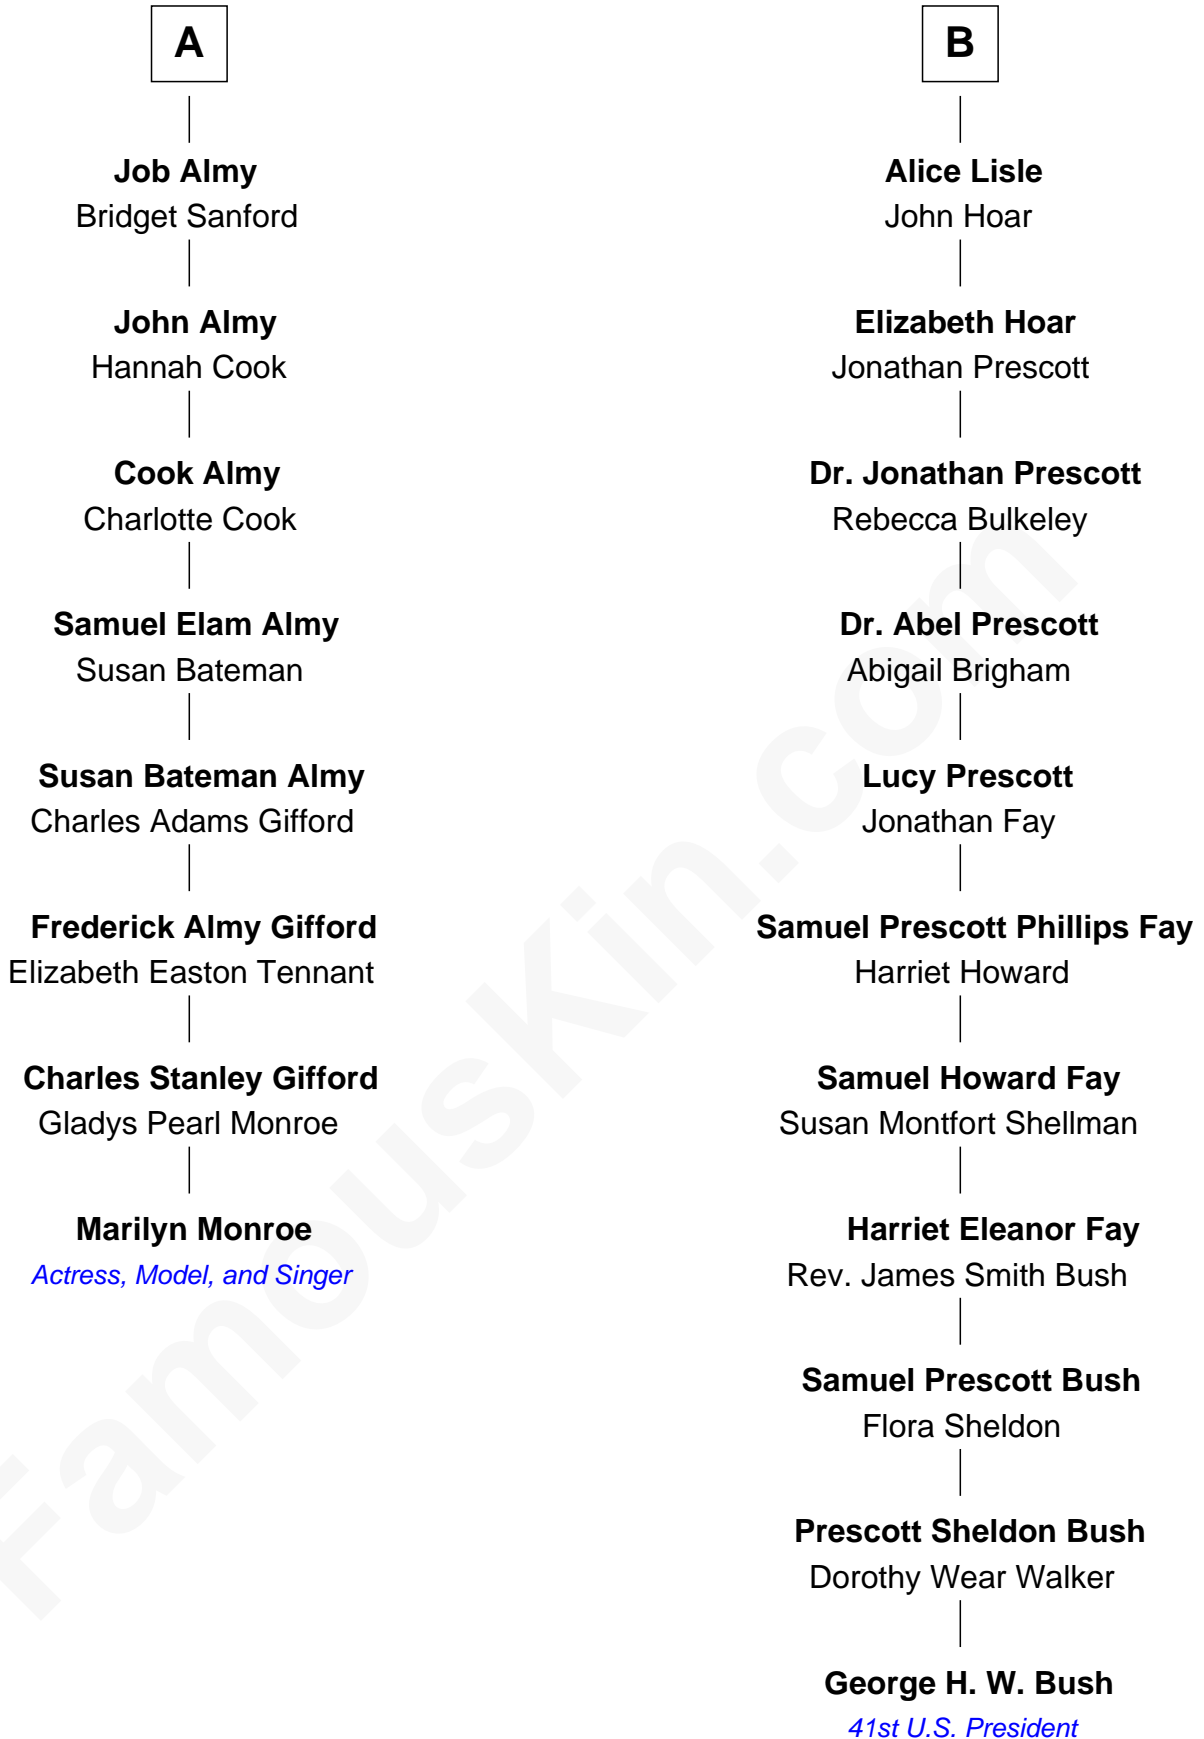 A
Job Almy
Bridget Sanford
John Almy
Hannah Cook
Cook Almy
Charlotte Cook
Samuel Elam Almy
Susan Bateman
Susan Bateman Almy
Charles Adams Gifford
Frederick Almy Gifford
Elizabeth Easton Tennant
Charles Stanley Gifford
Gladys Pearl Monroe
Marilyn Monroe
Actress, Model, and Singer
B
Alice Lisle
John Hoar
Elizabeth Hoar
Jonathan Prescott
Dr. Jonathan Prescott
Rebecca Bulkeley
Dr. Abel Prescott
Abigail Brigham
Lucy Prescott
Jonathan Fay
Samuel Prescott Phillips Fay
Harriet Howard
Samuel Howard Fay
Susan Montfort Shellman
Harriet Eleanor Fay
Rev. James Smith Bush
Samuel Prescott Bush
Flora Sheldon
Prescott Sheldon Bush
Dorothy Wear Walker
George H. W. Bush
41st U.S. President
FamousKin.com